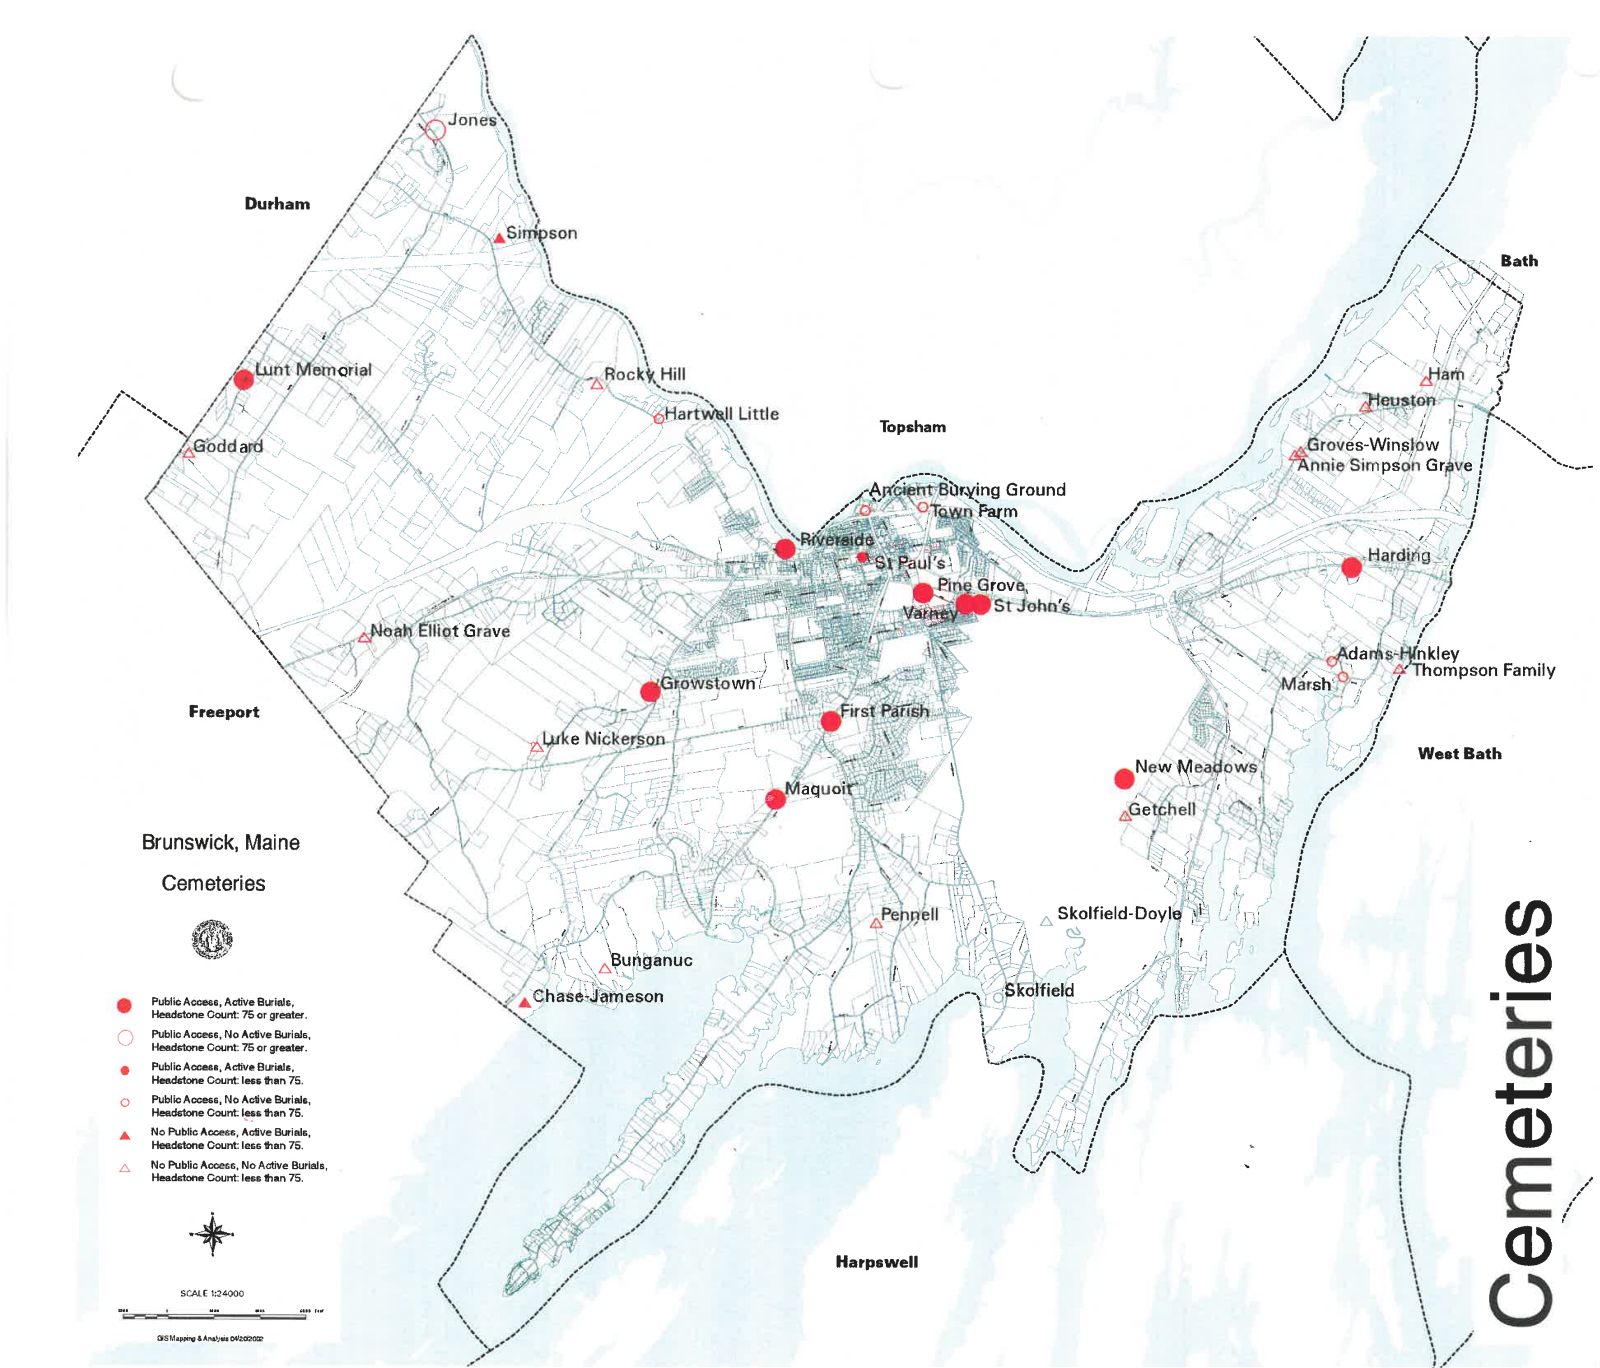 Jones
Durham
Simpson
Bath
Lunt Memorial
Rocky Hill
Ham
Hartwell Little
Heuston
Topsham
Goddard
Groves-Winslow
Annie Simpson Grave
Ancient Burying Ground
Town Farm
Riverside
St Paul's
Harding
Pine Grove
Varney
St John's
Noah Elliot Grave
Adams-Hinkley
Thompson Family
Marsh
Growstown
Freeport
First Parish
Luke Nickerson
West Bath
New Meadows
Maquoit
Getchell
Brunswick, Maine
Cemeteries
Pennell
Skolfield-Doyle
Bunganuc
Skolfield
Chase-Jameson
Public Access, Active Burials,
Headstone Count: 75 or greater.
Public Access, No Active Burials,
Headstone Count: 75 or greater.
Public Access, Active Burials,
Headstone Count: less than 75.
Public Access, No Active Burials,
Headstone Count: less than 75.
No Public Access, Active Burials,
Headstone Count: less than 75.
No Public Access, No Active Burials,
Headstone Count: less than 75.
Harpswell
SCALE 1:24000
GIS Mapping & Analysis 04/20/2002
Cemeteries